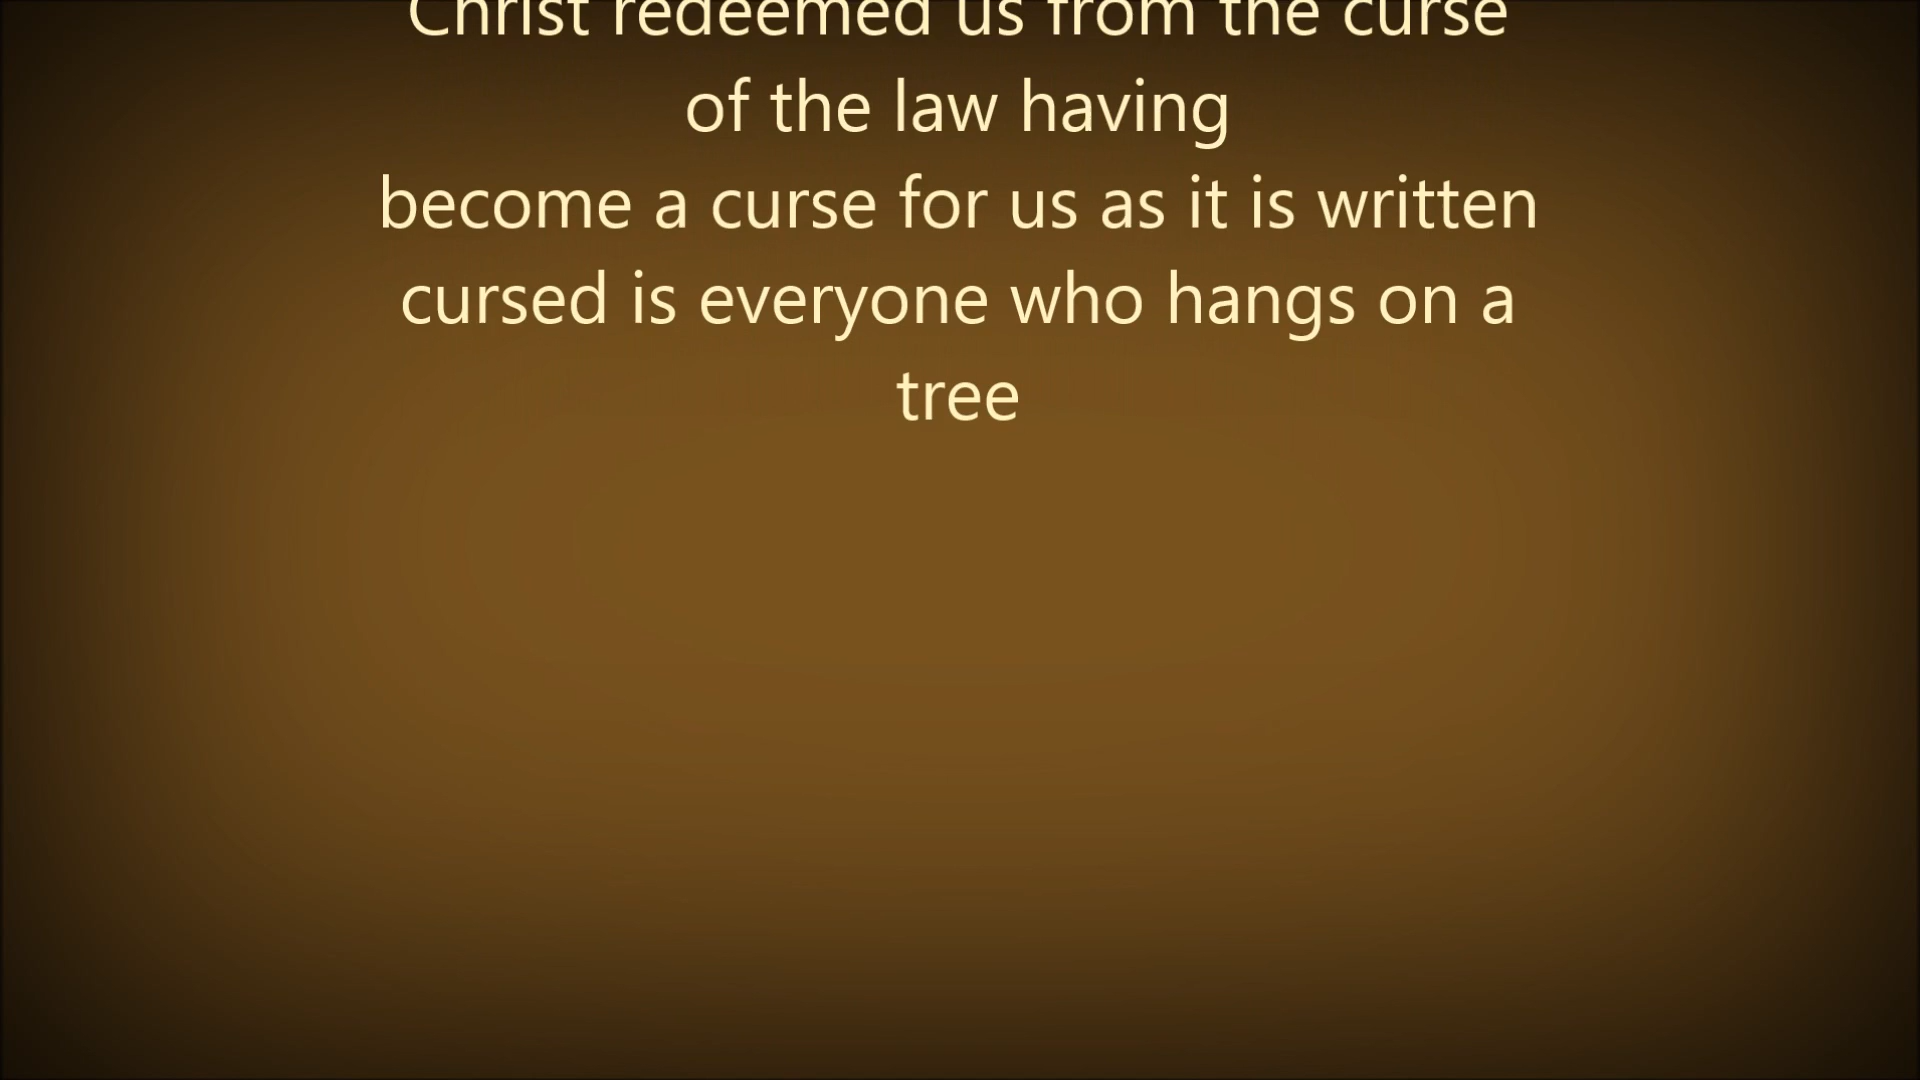 Christ redeemed us from the curse
of the law having
become a curse for us as it is written
cursed is everyone who hangs on a
tree